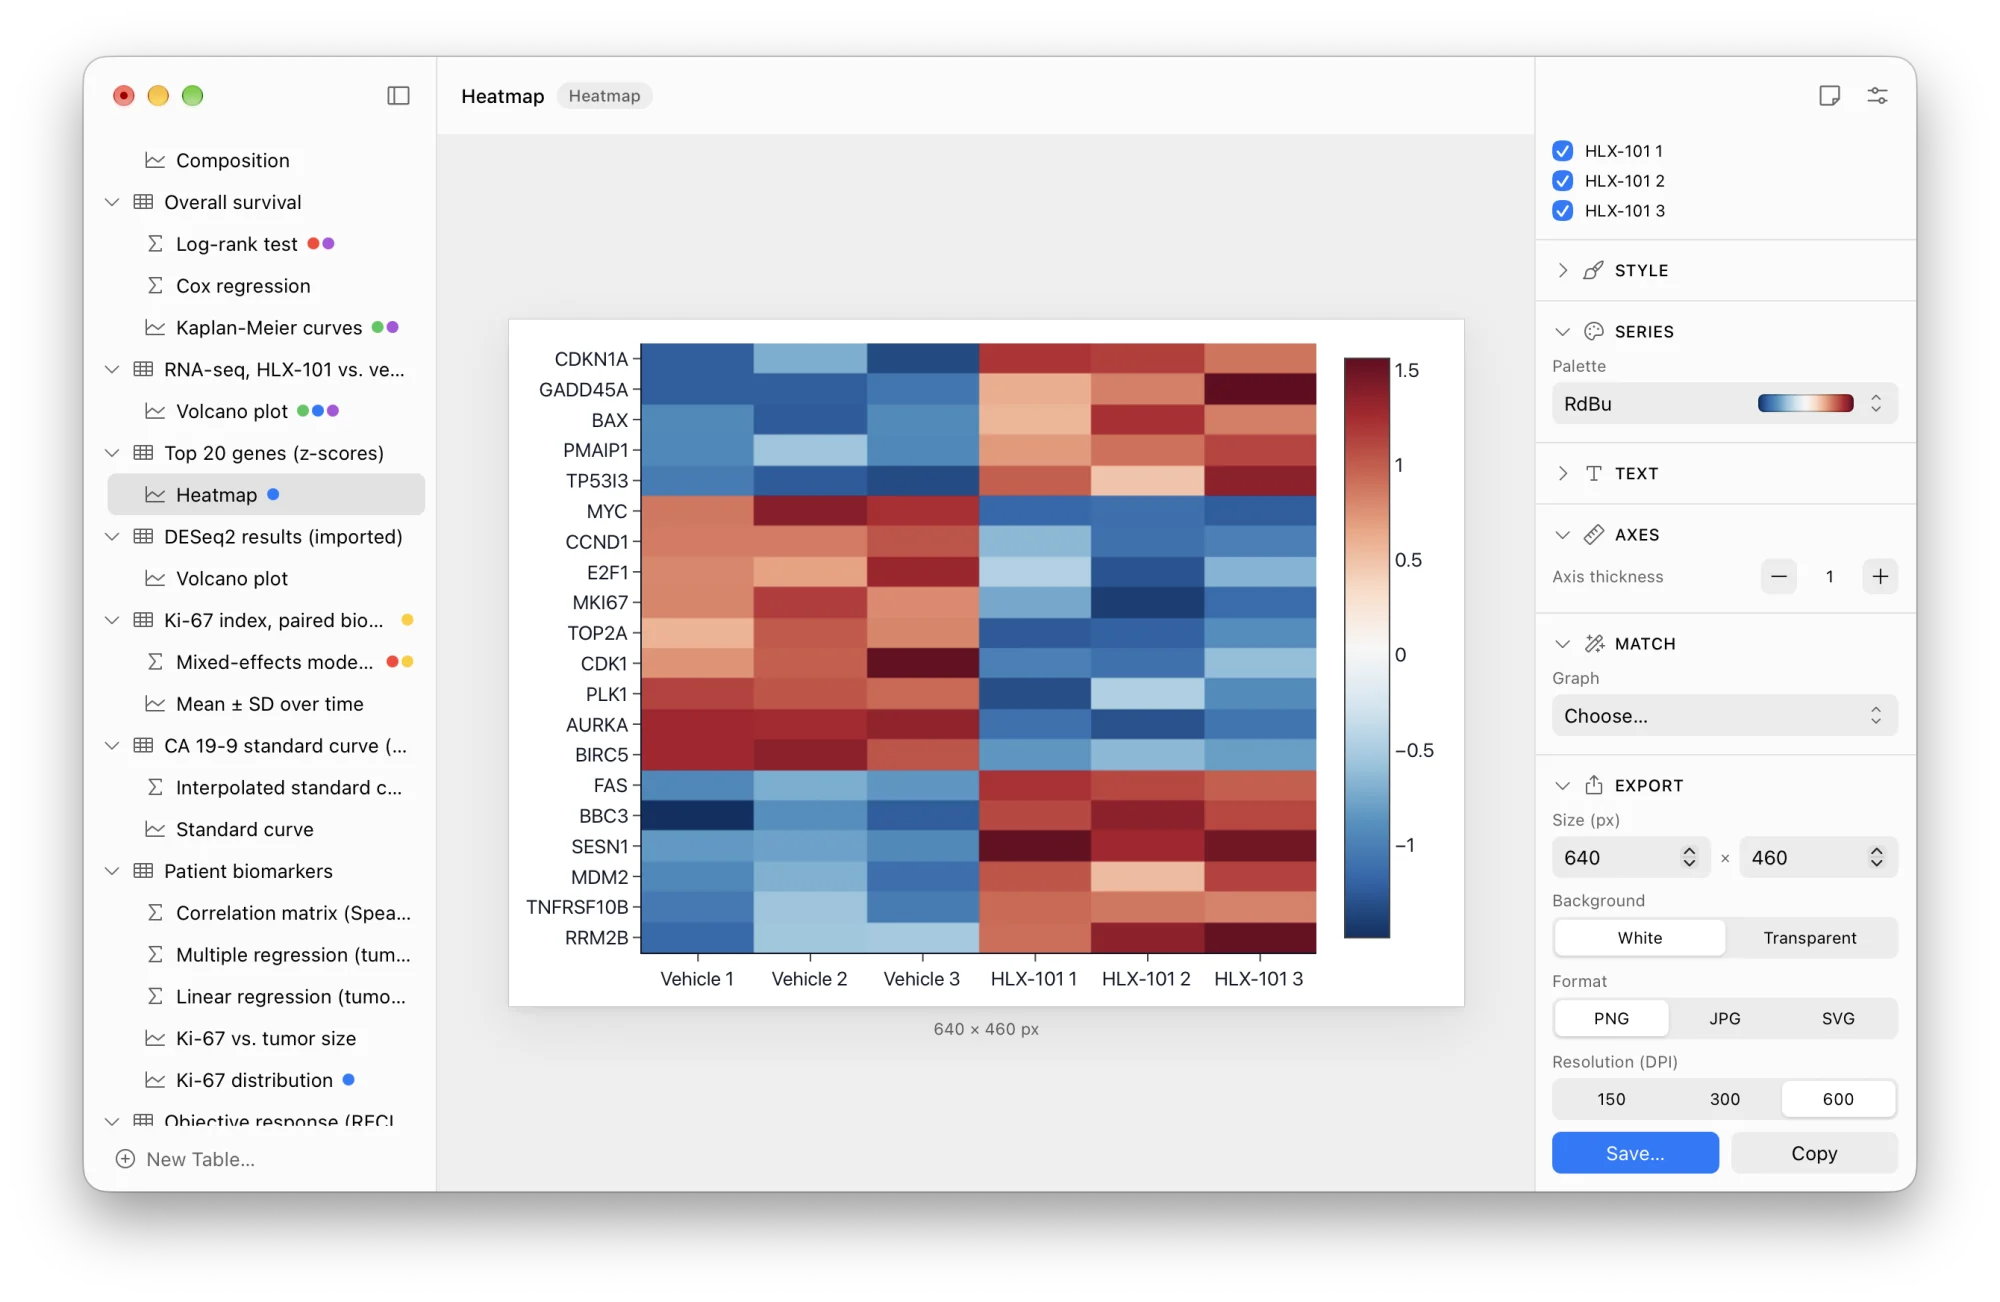 Composition
Overall survival
Log-rank test
Cox regression
Kaplan-Meier curves
RNA-seq, HLX-101 vs. ve...
Volcano plot
Top 20 genes (z-scores)
Heatmap
DESeq2 results (imported)
Volcano plot
Ki-67 index, paired bio...
Mixed-effects mode...
Mean ± SD over time
CA 19-9 standard curve (...
Interpolated standard c...
Standard curve
Patient biomarkers
Correlation matrix (Spea...
Multiple regression (tum...
Linear regression (tumo...
Ki-67 vs. tumor size
Ki-67 distribution
Objective response (RECI
New Table...
Heatmap Heatmap
CDKN1A
GADD45A
BAX
PMAIP1
TP53I3
MYC
CCND1
E2F1
MKI67
TOP2A
CDK1
PLK1
AURKA
BIRC5
FAS
BBC3
SESN1
MDM2
TNFRSF10B
RRM2B
Vehicle 1 Vehicle 2 Vehicle 3 HLX-101 1 HLX-101 2 HLX-101 3
1.5
1
0.5
0
−0.5
−1
640 × 460 px
HLX-101 1
HLX-101 2
HLX-101 3
STYLE
SERIES
Palette
RdBu
TEXT
AXES
Axis thickness 1
MATCH
Graph
Choose...
EXPORT
Size (px)
640 × 460
Background
White Transparent
Format
PNG JPG SVG
Resolution (DPI)
150 300 600
Save... Copy